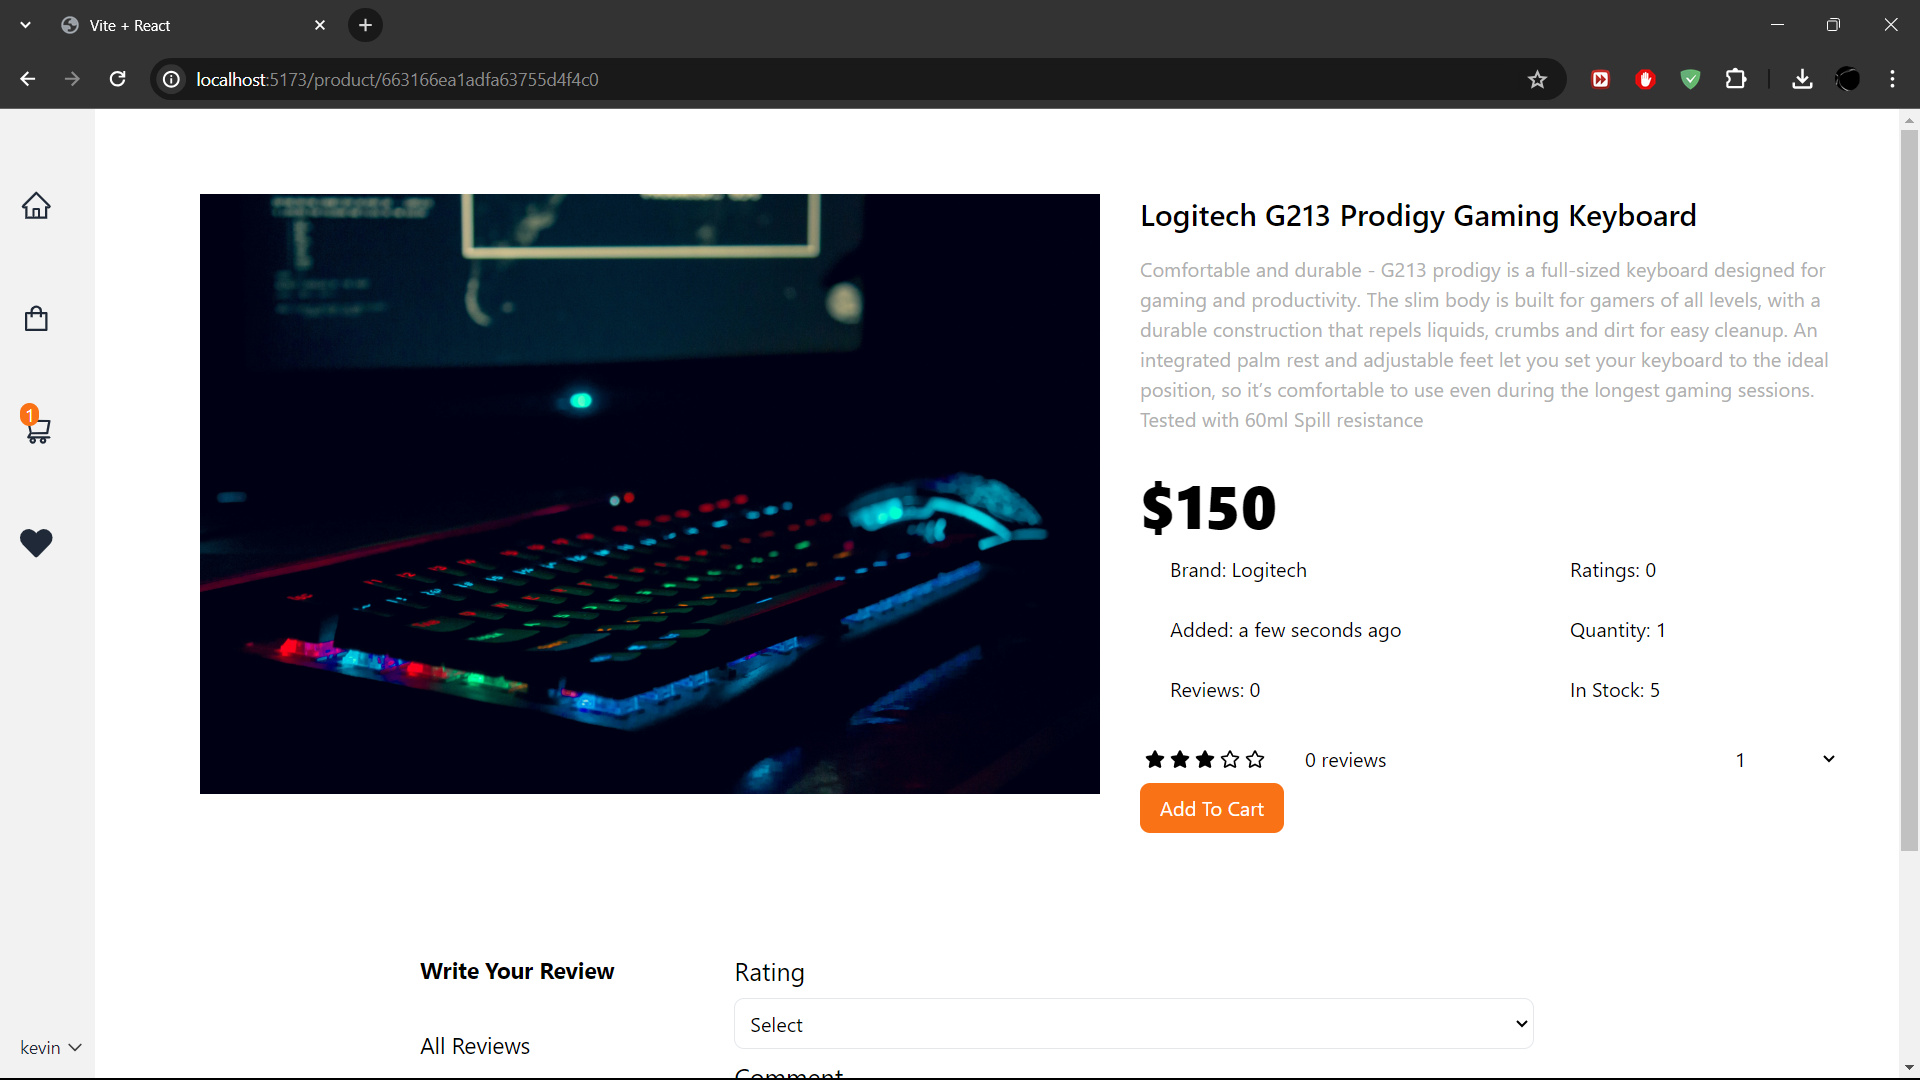 Vite + React
localhost:5173/product/663166ea1adfa63755d4f4c0
Logitech G213 Prodigy Gaming Keyboard
Comfortable and durable - G213 prodigy is a full-sized keyboard designed for
gaming and productivity. The slim body is built for gamers of all levels, with a
durable construction that repels liquids, crumbs and dirt for easy cleanup. An
integrated palm rest and adjustable feet let you set your keyboard to the ideal
position, so it's comfortable to use even during the longest gaming sessions.
Tested with 60ml Spill resistance
1
$150
Brand: Logitech
Ratings: 0
Added: a few seconds ago
Quantity: 1
Reviews: 0
In Stock: 5
0 reviews
1
Add To Cart
Write Your Review
Rating
Select
All Reviews
kevin
Comment